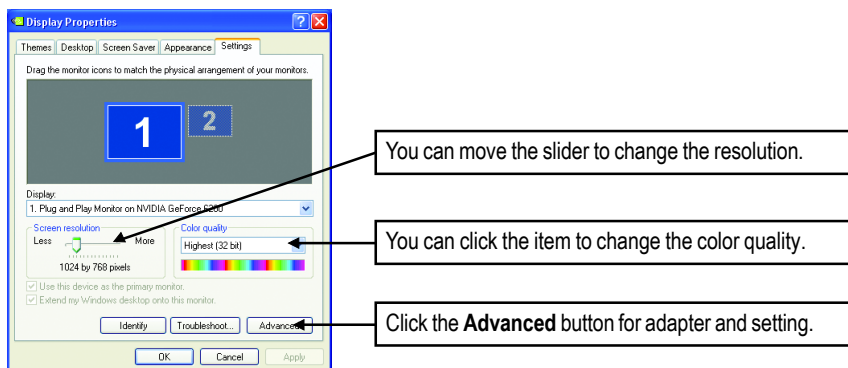 Display Properties
Themes Desktop Screen Saver Appearance Settings
Drag the monitor icons to match the physical arrangement of your monitors.
1 2
You can move the slider to change the resolution.
Display:
1. Plug and Play Monitor on NVIDIA GeForce 6200
Screen resolution
Less More
1024 by 768 pixels
Color quality
Highest (32 bit)
You can click the item to change the color quality.
Use this device as the primary monitor.
Extend my Windows desktop onto this monitor.
Identify Troubleshoot... Advanced
Click the Advanced button for adapter and setting.
OK Cancel Apply